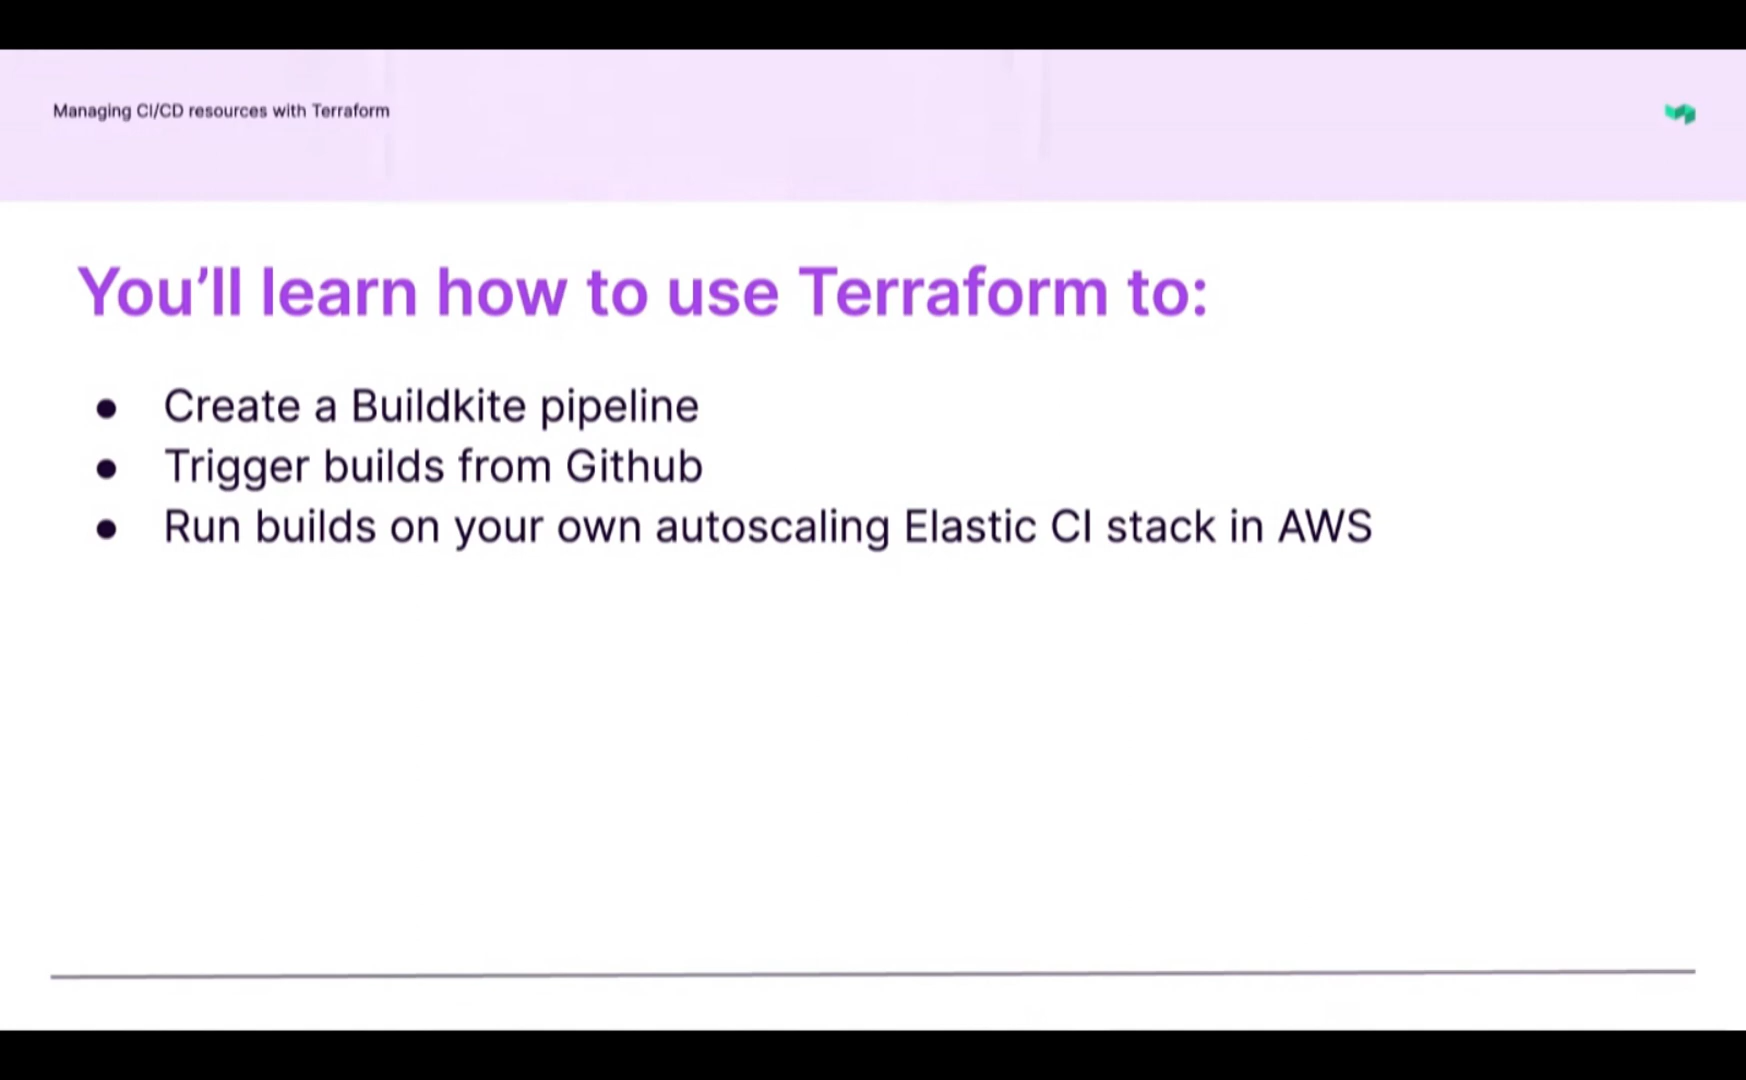 Managing CI/CD resources with Terraform
You’ll learn how to use Terraform to:
● Create a Buildkite pipeline
● Trigger builds from Github
● Run builds on your own autoscaling Elastic CI stack in AWS